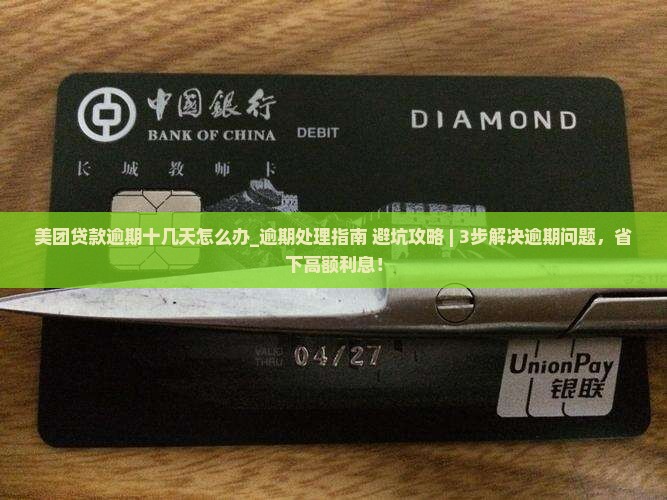 中國銀行
BANK OF CHINA
DEBIT
DIAMOND
长城教师卡
美团贷款逾期十几天怎么办_逾期处理指南 避坑攻略 | 3步解决逾期问题，省
下高额利息！
VALID
THRU
04/27
UnionPay
银联